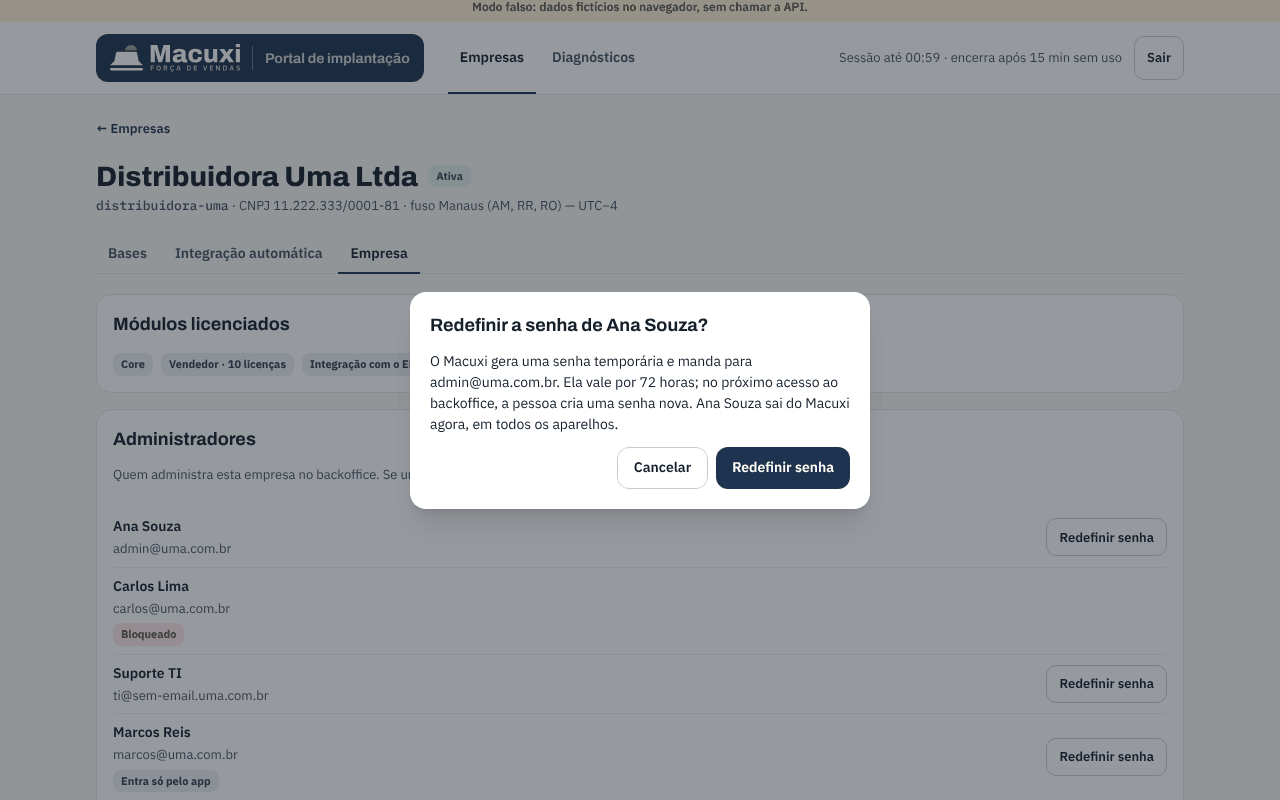 Modo falso: dados fictícios no navegador, sem chamar a API.
Macuxi
FORÇA DE VENDAS
Portal de implantação
Empresas
Diagnósticos
Sessão até 00:59 · encerra após 15 min sem uso
Sair
← Empresas
Distribuidora Uma Ltda
Ativa
distribuidora-uma · CNPJ 11.222.333/0001-81 · fuso Manaus (AM, RR, RO) — UTC−4
Bases
Integração automática
Empresa
Módulos licenciados
Core
Vendedor · 10 licenças
Integração com o
Redefinir a senha de Ana Souza?
O Macuxi gera uma senha temporária e manda para
admin@uma.com.br. Ela vale por 72 horas; no próximo acesso ao
backoffice, a pessoa cria uma senha nova. Ana Souza sai do Macuxi
agora, em todos os aparelhos.
Cancelar
Redefinir senha
Administradores
Quem administra esta empresa no backoffice. Se
Ana Souza
admin@uma.com.br
Redefinir senha
Carlos Lima
carlos@uma.com.br
Bloqueado
Suporte TI
ti@sem-email.uma.com.br
Redefinir senha
Marcos Reis
marcos@uma.com.br
Entra só pelo app
Redefinir senha